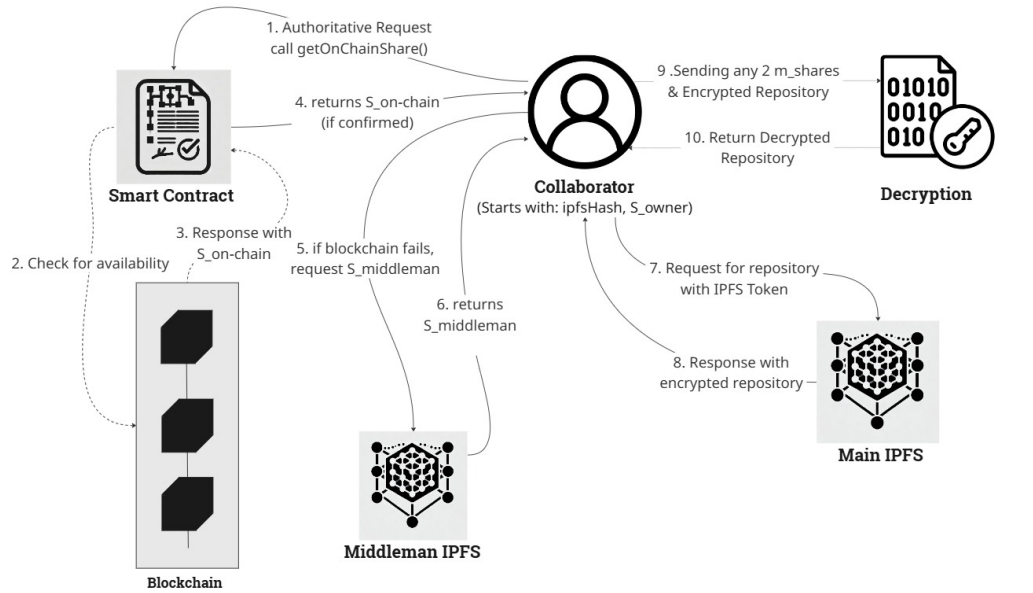 1. Authoritative Request
call getOnChainShare()
9 .Sending any 2 m_shares
& Encrypted Repository
01010
0010
010
4. returns S_on-chain
(if confirmed)
10. Return Decrypted
Repository
Smart Contract
Collaborator
(Starts with: ipfsHash, S_owner)
Decryption
3. Response with
S_on-chain
2. Check for availability
5. if blockchain fails,
request S_middleman
7. Request for repository
with IPFS Token
6. returns
S_middleman
8. Response with
encrypted repository
Main IPFS
Middleman IPFS
Blockchain